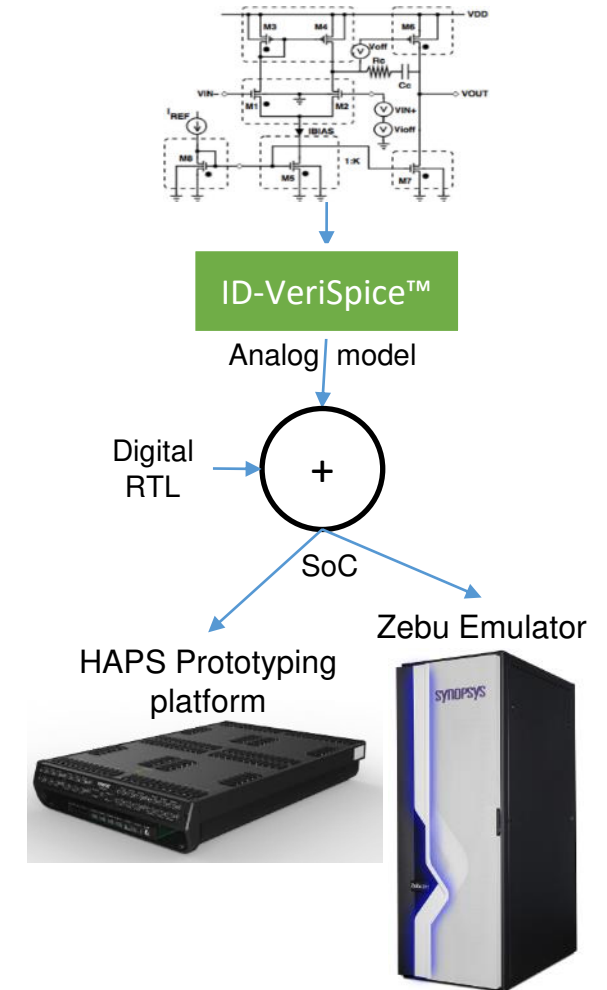 VDD
M3
M4
M6
Voff
Rc
Cc
VIN−
VOUT
M1
M2
VIN+
IREF
IBIAS
Vioff
M8
M5
1:K
M7
ID-VeriSpice™
Analog model
Digital
RTL
+
SoC
Zebu Emulator
HAPS Prototyping
platform
SYNOPSYS